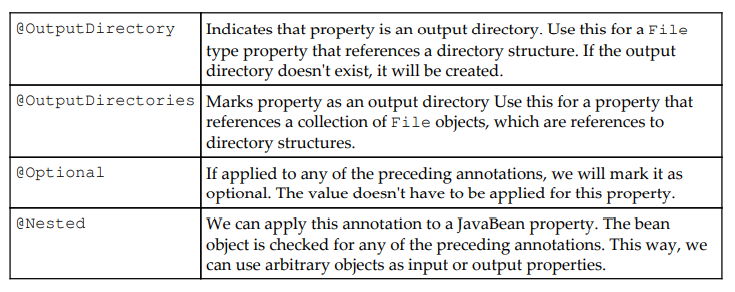 @OutputDirectory
Indicates that property is an output directory. Use this for a File
type property that references a directory structure. If the output
directory doesn't exist, it will be created.
@OutputDirectories
Marks property as an output directory Use this for a property that
references a collection of File objects, which are references to
directory structures.
@Optional
If applied to any of the preceding annotations, we will mark it as
optional. The value doesn't have to be applied for this property.
@Nested
We can apply this annotation to a JavaBean property. The bean
object is checked for any of the preceding annotations. This way, we
can use arbitrary objects as input or output properties.